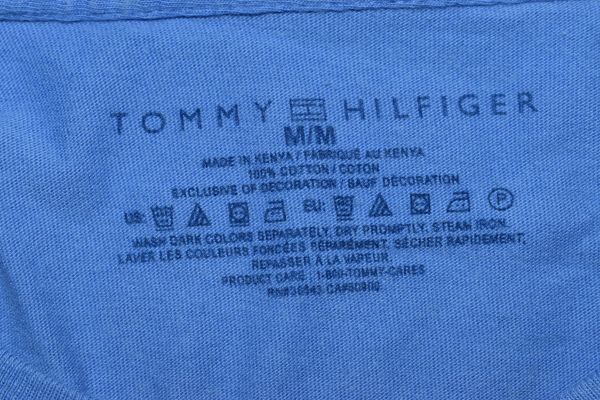 TOMMY HILFIGER
M/M
MADE IN KENYA / FABRIQUÉ AU KENYA
100% COTTON / COTON
EXCLUSIVE OF DECORATION / SAUF DÉCORATION
US: EU: P
WASH DARK COLORS SEPARATELY, DRY PROMPTLY, STEAM IRON.
LAVER LES COULEURS FONCÉES SÉPARÉMENT, SÉCHER RAPIDEMENT,
REPASSER À LA VAPEUR.
PRODUCT CARE: 1-800-TOMMY-CARES